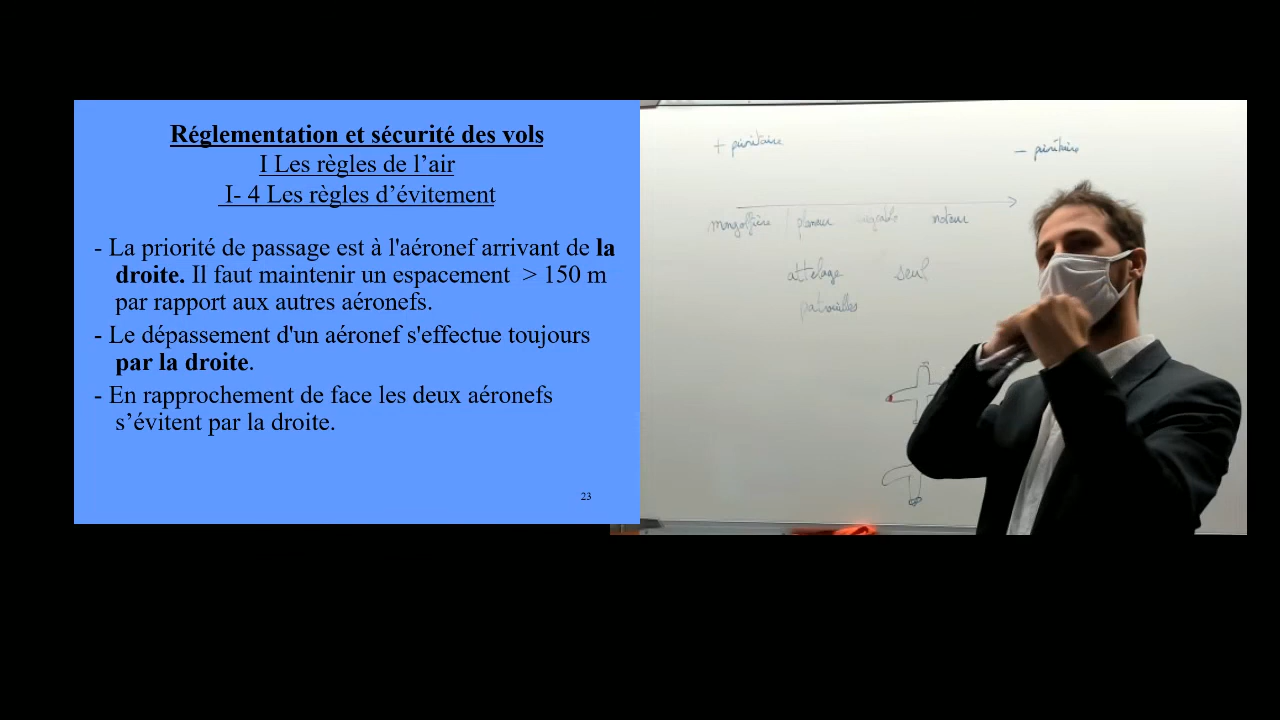 Réglementation et sécurité des vols
I Les règles de l’air
I- 4 Les règles d’évitement
- La priorité de passage est à l'aéronef arrivant de la
droite. Il faut maintenir un espacement > 150 m
par rapport aux autres aéronefs.
- Le dépassement d'un aéronef s'effectue toujours
par la droite.
- En rapprochement de face les deux aéronefs
s’évitent par la droite.
23
+ prioritaire
- prioritaire
mongolfière / planeur moteur
attelage seul
patrouilles